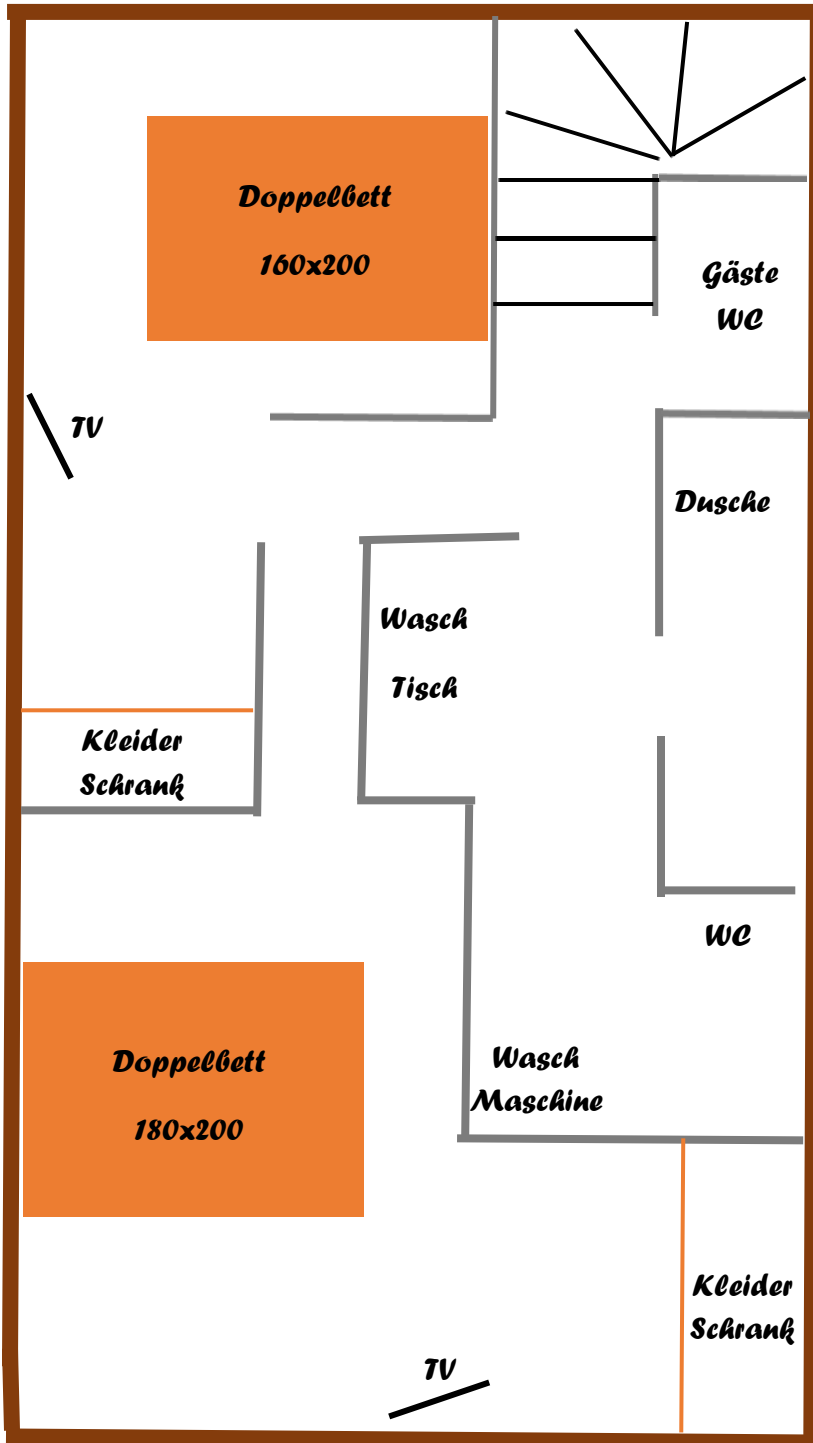 Doppelbett
160x200
Gäste
WC
TV
Dusche
Wasch
Tisch
Kleider
Schrank
WC
Doppelbett
180x200
Wasch
Maschine
Kleider
Schrank
TV